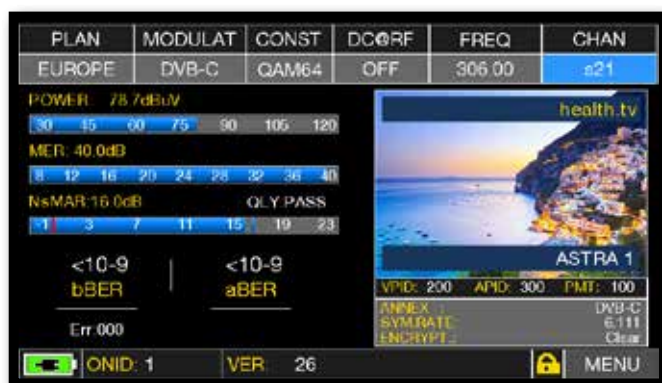 PLAN MODULAT CONST DC@RF FREQ CHAN
EUROPE DVB-C QAM64 OFF 306.00 s21
POWER: 78.7dBuV
30 45 60 75 90 105 120
MER: 40.0dB
8 12 16 20 24 28 32 36 40
NsMAR:16.0dB QLY:PASS
-1 3 7 11 15 19 23
<10-9 <10-9
bBER aBER
Err:000
health.tv
ASTRA 1
VPID: 200 APID: 300 PMT: 100
ANNEX : DVB-C
SYM.RATE: 6.111
ENCRYPT.: Clear
ONID: 1 VER: 26 MENU